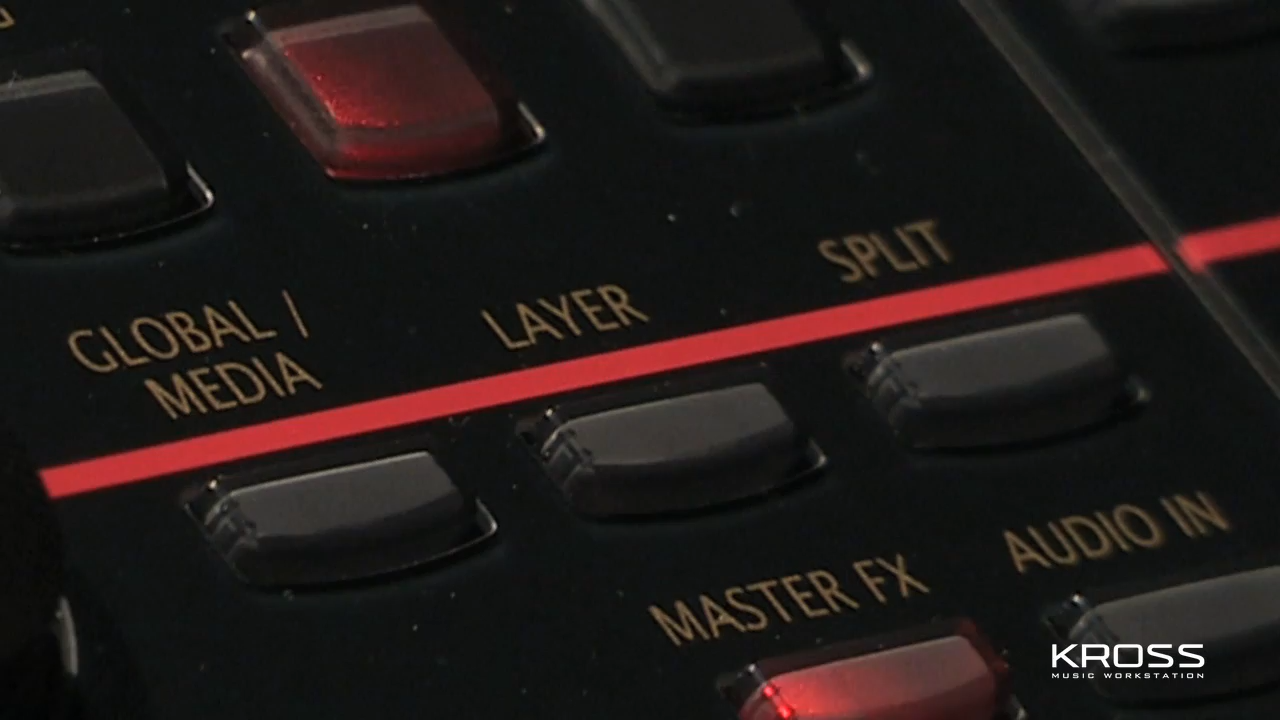 SPLIT
LAYER
GLOBAL /
MEDIA
AUDIO IN
MASTER FX
KROSS
MUSIC WORKSTATION